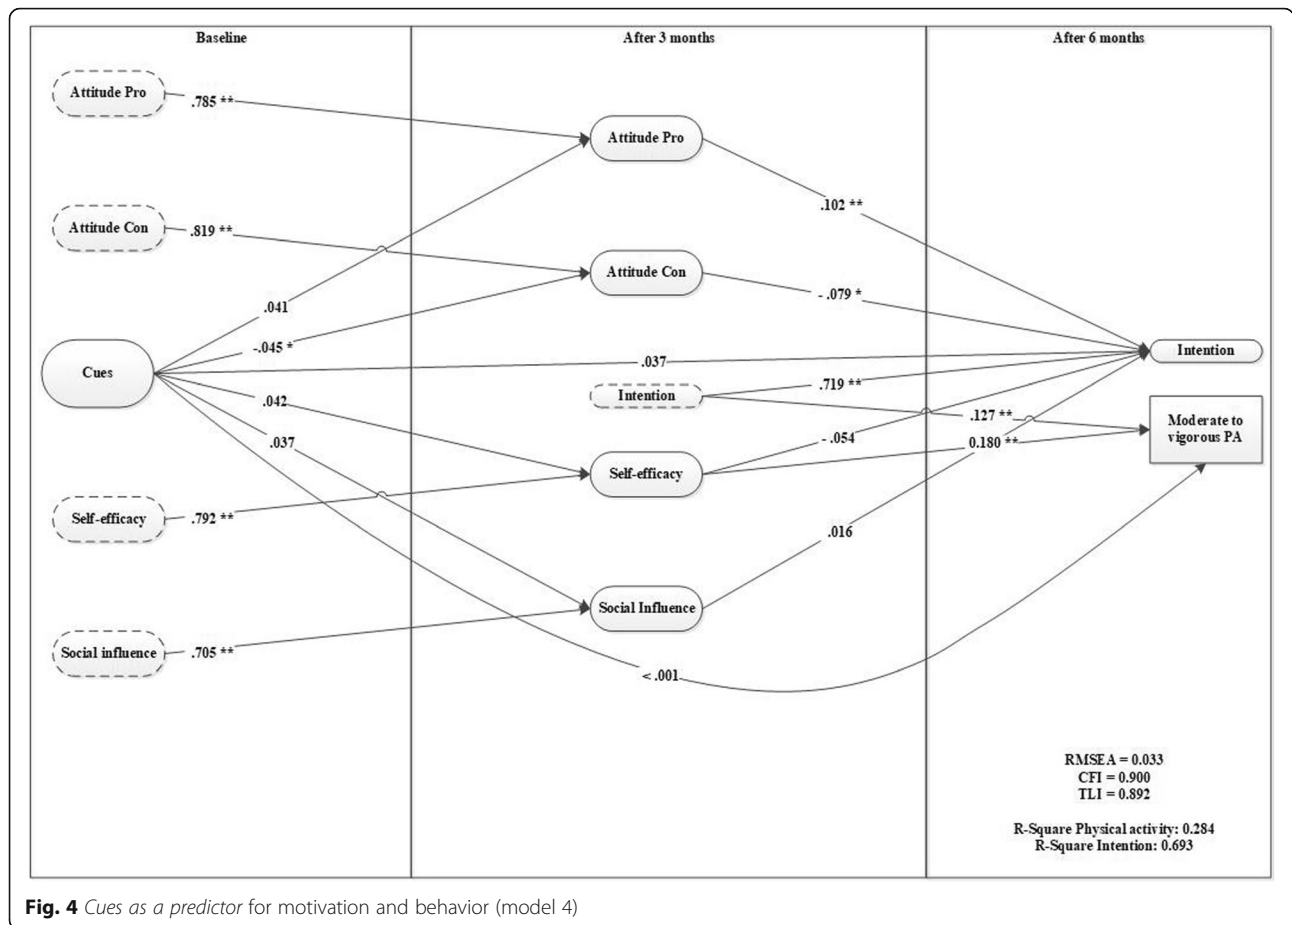 Baseline
After 3 months
After 6 months
Attitude Pro
.785 **
Attitude Pro
.102 **
Attitude Con
.819 **
Attitude Con
- .079 *
.041
-.045 *
Cues
.037
Intention
Intention
.719 **
.127 **
Moderate to
vigorous PA
.042
.037
- .054
0.180 **
Self-efficacy
Self-efficacy
.792 **
.016
Social Influence
Social influence
.705 **
< .001
RMSEA = 0.033
CFI = 0.900
TLI = 0.892
R-Square Physical activity: 0.284
R-Square Intention: 0.693
Fig. 4 Cues as a predictor for motivation and behavior (model 4)